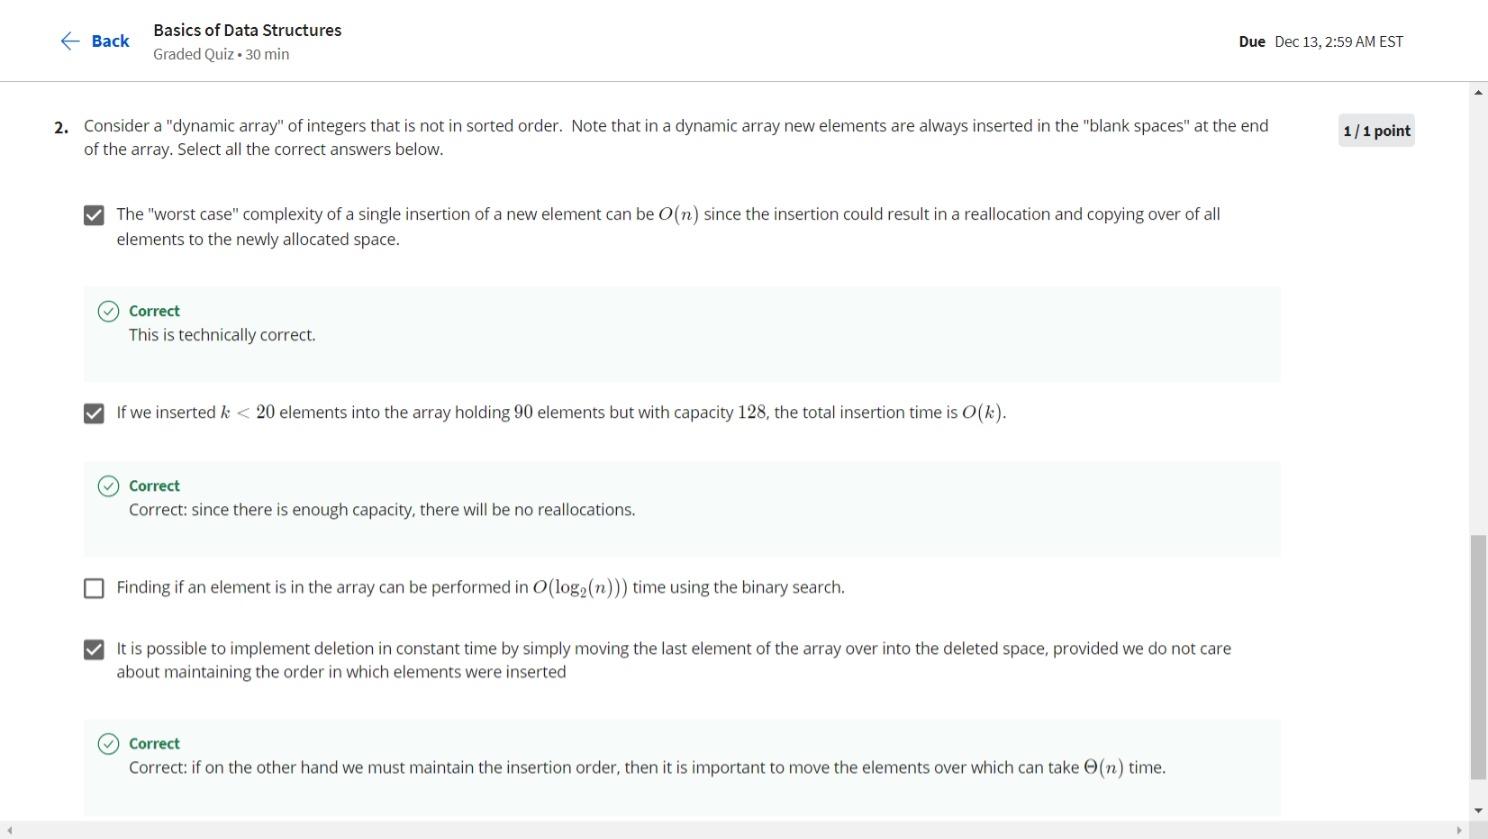 Back
Basics of Data Structures
Graded Quiz • 30 min
Due Dec 13, 2:59 AM EST
2. Consider a "dynamic array" of integers that is not in sorted order. Note that in a dynamic array new elements are always inserted in the "blank spaces" at the end
of the array. Select all the correct answers below.
1 / 1 point
The "worst case" complexity of a single insertion of a new element can be O(n) since the insertion could result in a reallocation and copying over of all
elements to the newly allocated space.
Correct
This is technically correct.
If we inserted k < 20 elements into the array holding 90 elements but with capacity 128, the total insertion time is O(k).
Correct
Correct: since there is enough capacity, there will be no reallocations.
Finding if an element is in the array can be performed in O(log₂(n))) time using the binary search.
It is possible to implement deletion in constant time by simply moving the last element of the array over into the deleted space, provided we do not care
about maintaining the order in which elements were inserted
Correct
Correct: if on the other hand we must maintain the insertion order, then it is important to move the elements over which can take Θ(n) time.